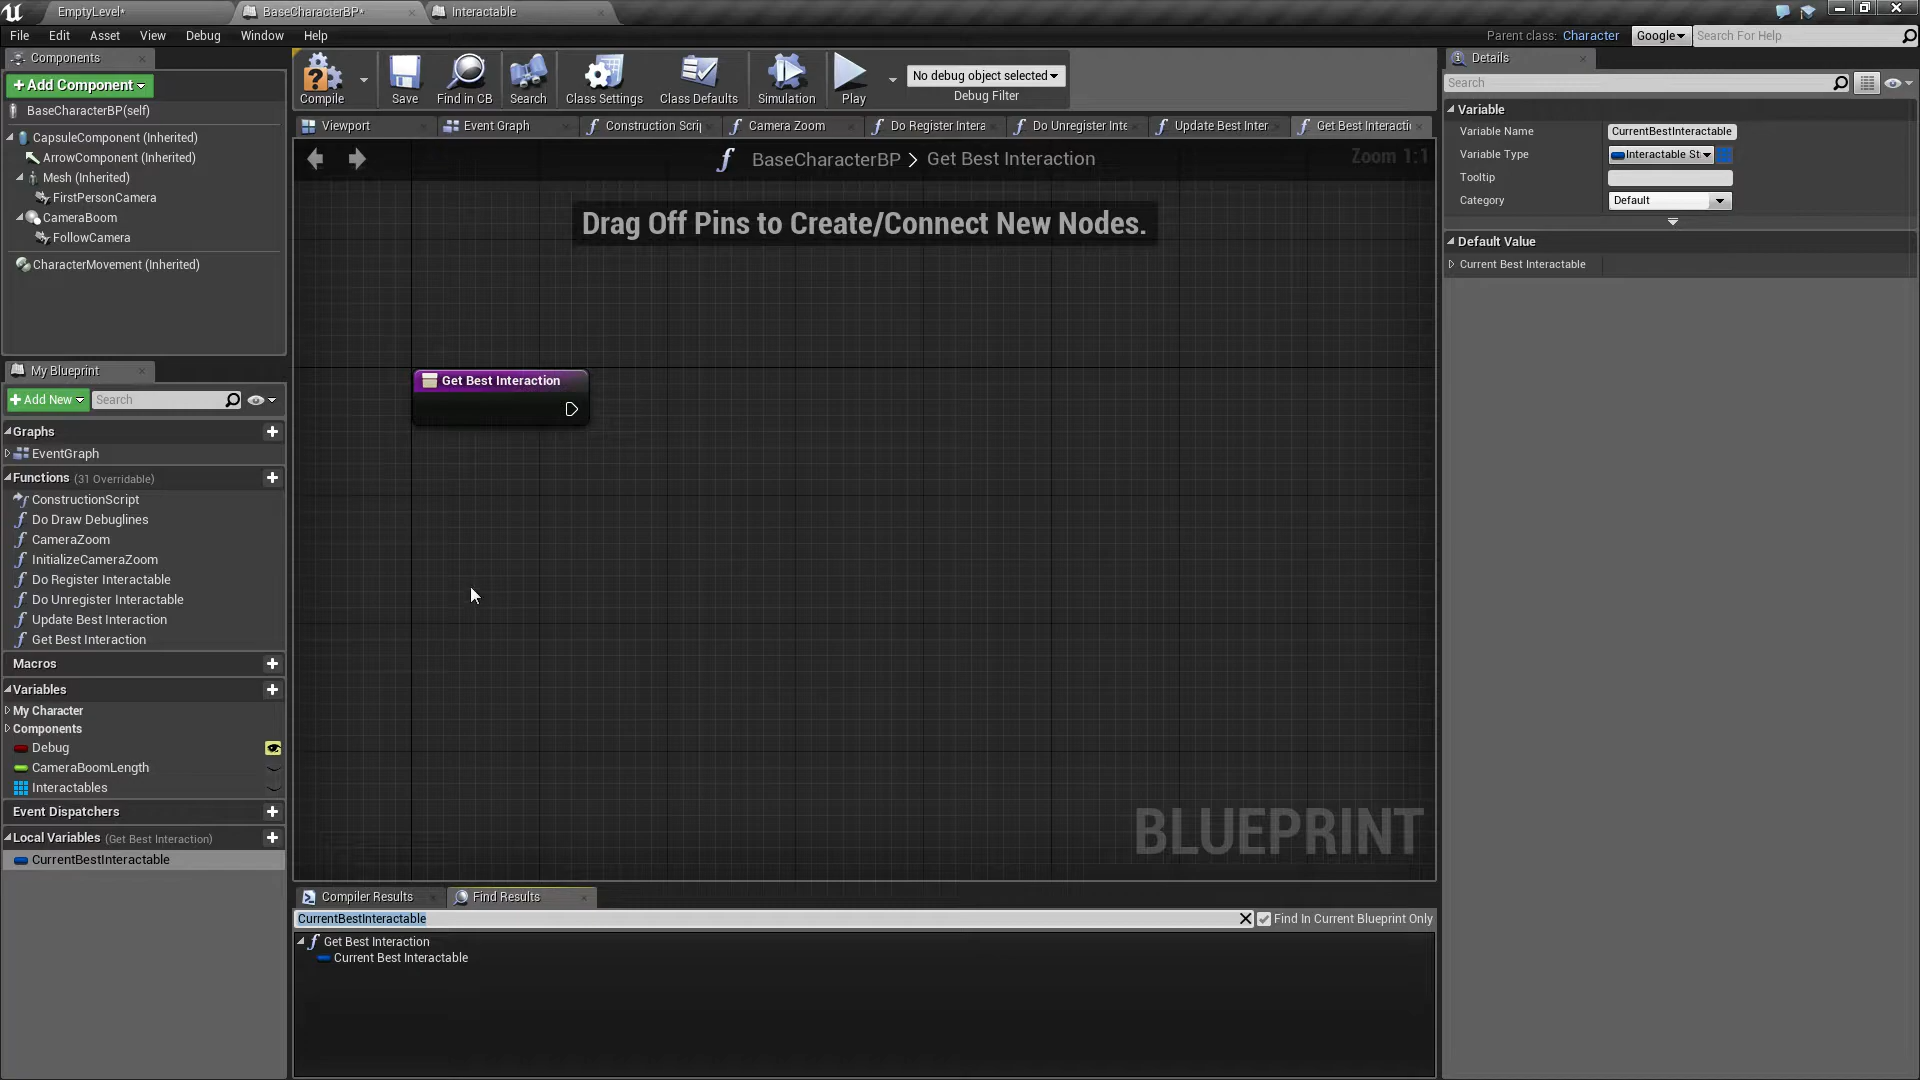 EmptyLevel*
BaseCharacterBP*
Interactable
File Edit Asset View Debug Window Help
Parent class: Character
Google
Search For Help
Components
Add Component
BaseCharacterBP(self)
CapsuleComponent (Inherited)
ArrowComponent (Inherited)
Mesh (Inherited)
FirstPersonCamera
CameraBoom
FollowCamera
CharacterMovement (Inherited)
Compile
Save
Find in CB
Search
Class Settings
Class Defaults
Simulation
Play
No debug object selected
Debug Filter
Viewport
Event Graph
Construction Scri
Camera Zoom
Do Register Intera
Do Unregister Inte
Update Best Inter
Get Best Interacti
BaseCharacterBP > Get Best Interaction
Zoom 1:1
Drag Off Pins to Create/Connect New Nodes.
Get Best Interaction
BLUEPRINT
My Blueprint
Add New
Search
Graphs
EventGraph
Functions (31 Overridable)
ConstructionScript
Do Draw Debuglines
CameraZoom
InitializeCameraZoom
Do Register Interactable
Do Unregister Interactable
Update Best Interaction
Get Best Interaction
Macros
Variables
My Character
Components
Debug
CameraBoomLength
Interactables
Event Dispatchers
Local Variables (Get Best Interaction)
CurrentBestInteractable
Compiler Results
Find Results
CurrentBestInteractable
Find In Current Blueprint Only
Get Best Interaction
Current Best Interactable
Details
Search
Variable
Variable Name CurrentBestInteractable
Variable Type Interactable St
Tooltip
Category Default
Default Value
Current Best Interactable